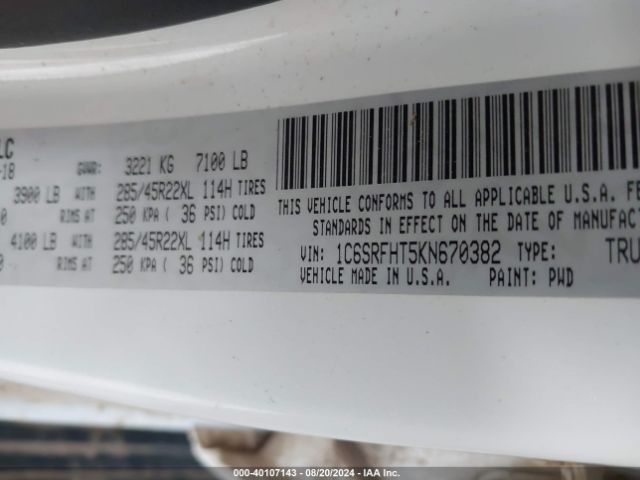 LC
-18 GVWR: 3221 KG 7100 LB
3900 LB WITH 285/45R22XL 114H TIRES
0 RIMS AT 250 KPA ( 36 PSI) COLD
4100 LB WITH 285/45R22XL 114H TIRES
0 RIMS AT 250 KPA ( 36 PSI) COLD
THIS VEHICLE CONFORMS TO ALL APPLICABLE U.S.A. FE
STANDARDS IN EFFECT ON THE DATE OF MANUFAC
VIN: 1C6SRFHT5KN670382 TYPE: TRU
VEHICLE MADE IN U.S.A. PAINT: PWD
000-40107143 - 08/20/2024 - IAA Inc.